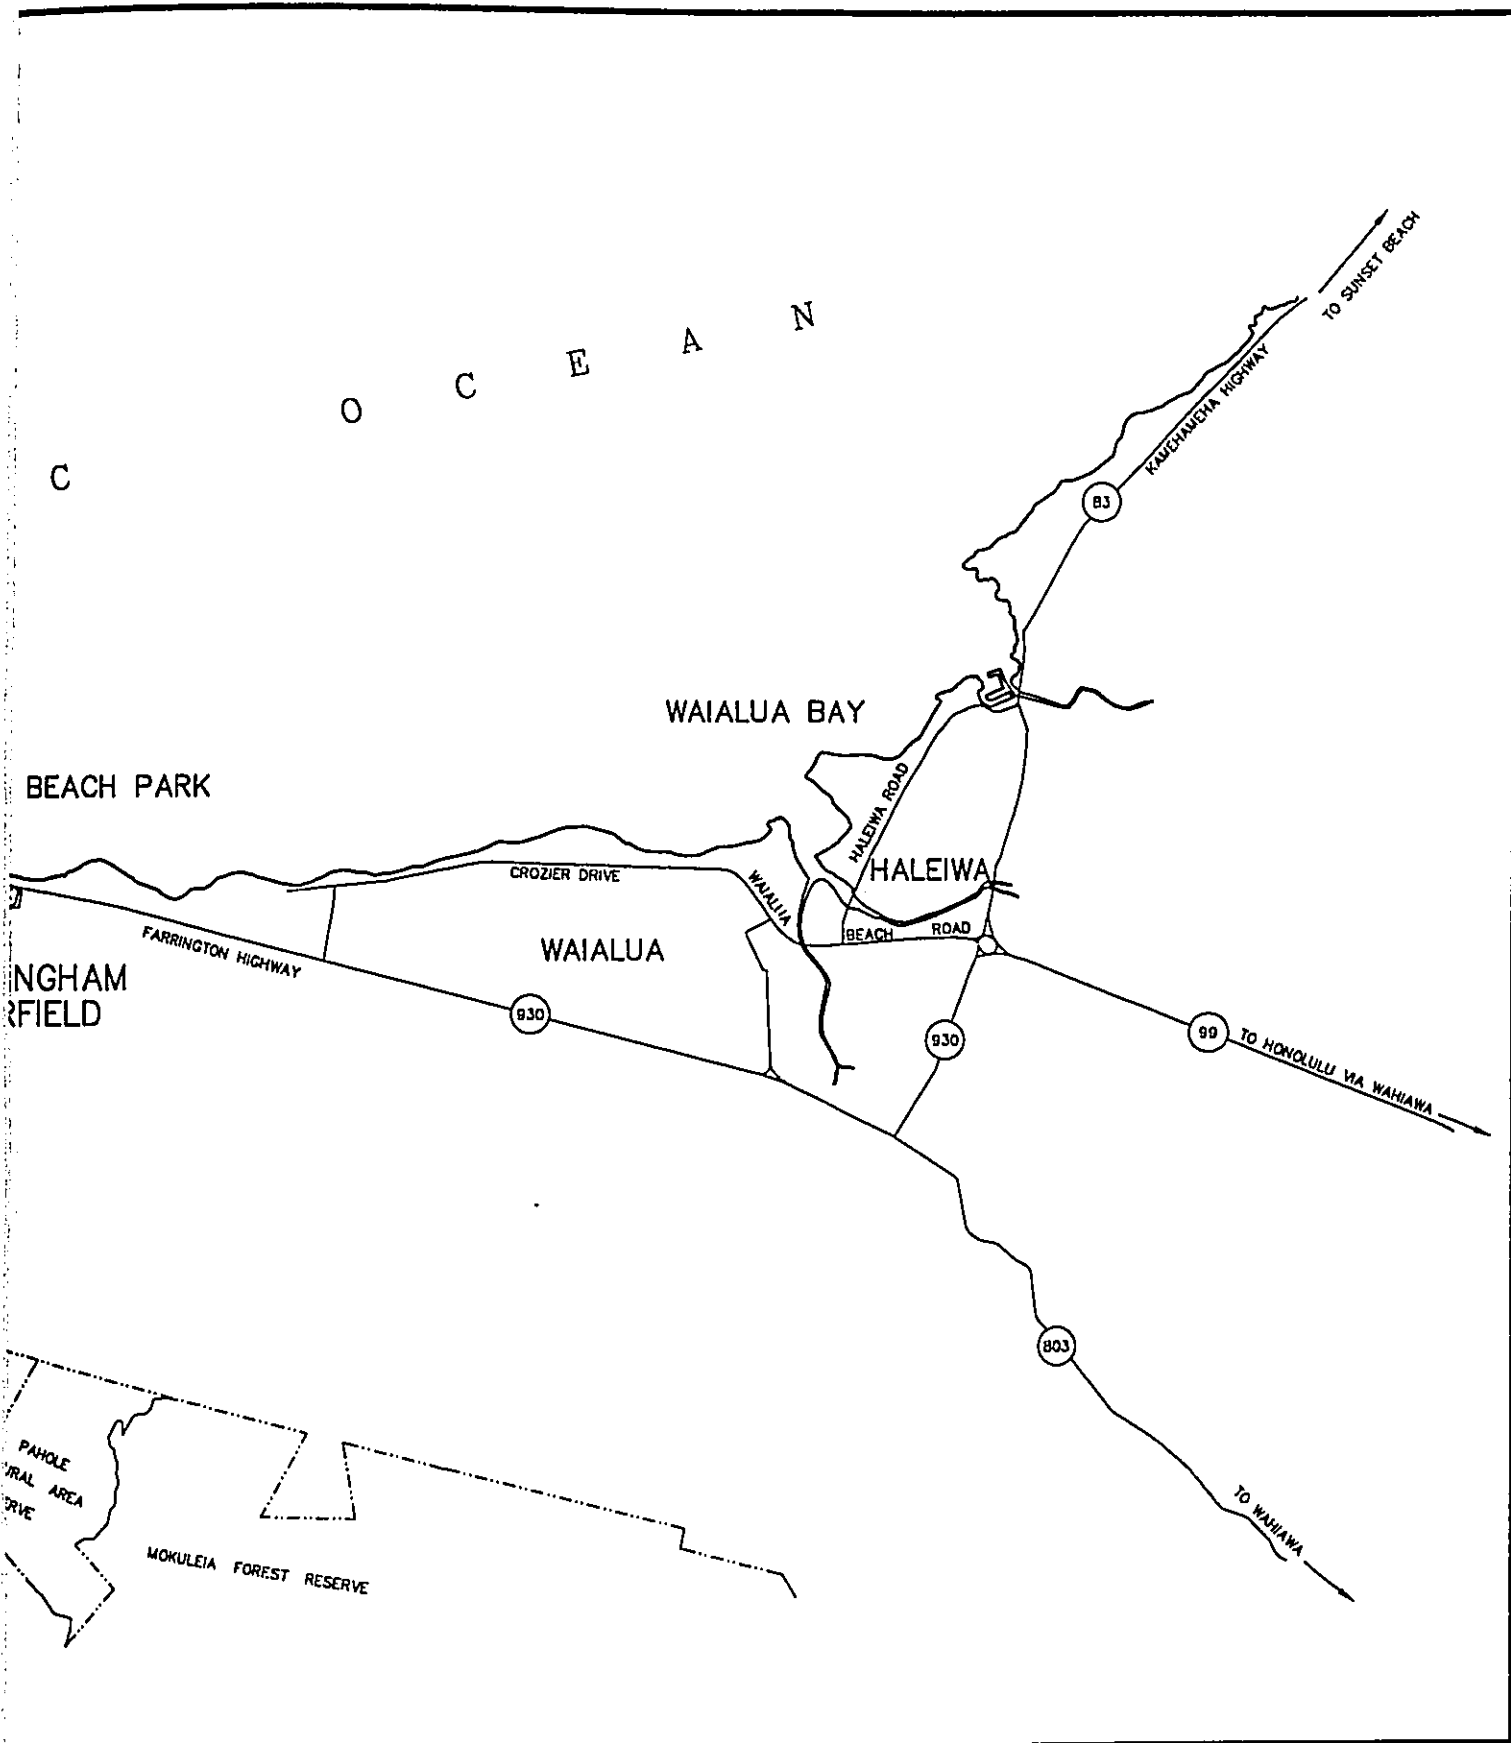 TO SUNSET BEACH
C O C E A N
KAMEHAMEHA HIGHWAY
83
WAIALUA BAY
BEACH PARK
HALEIWA ROAD
HALEIWA
CROZIER DRIVE
WAIALUA
BEACH ROAD
FARRINGTON HIGHWAY
WAIALUA
INGHAM
RFIELD
930
930
99
TO HONOLULU VIA WAHIAWA
803
PAHOLE
URAL AREA
ERVE
TO WAHIAWA
MOKULEIA FOREST RESERVE